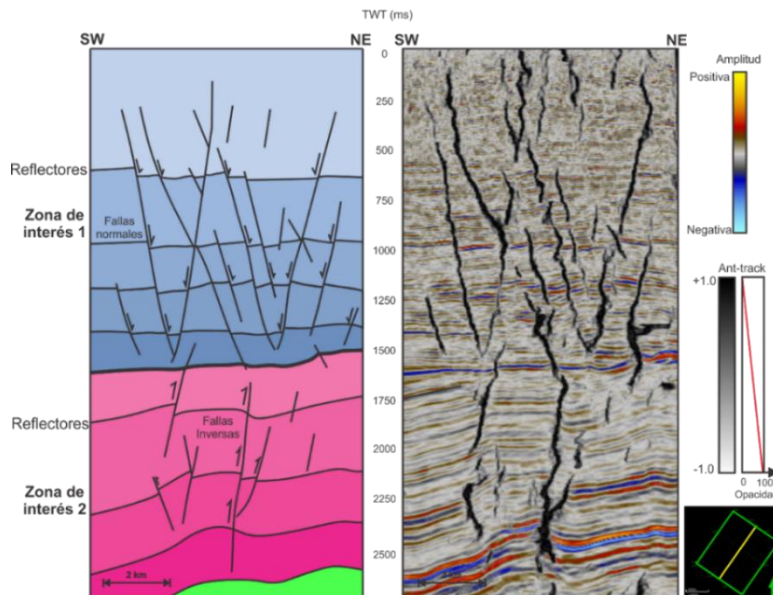 TWT (ms)
SW
NE
SW
NE
0
250
500
750
1000
1250
1500
1750
2000
2250
2500
Reflectores
Zona de
interés 1
Fallas
normales
Reflectores
Fallas
Inversas
Zona de
interés 2
2 km
Amplitud
Positiva
Negativa
Ant-track
+1.0
-1.0
0
100
Opacidad